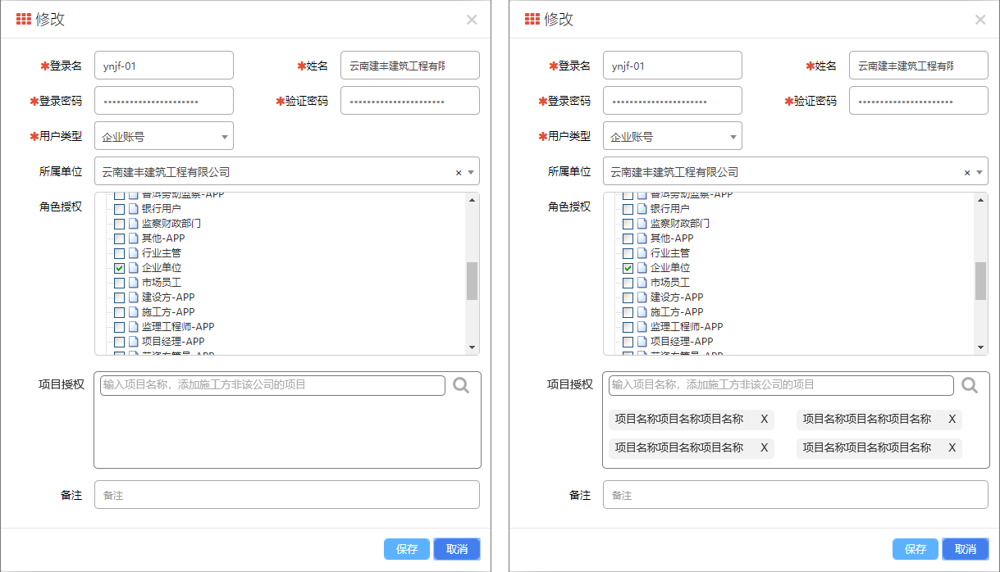 修改
×
✱登录名
ynjf-01
✱姓名
云南建丰建筑工程有限
✱登录密码
••••••••••••••••••••••
✱验证密码
••••••••••••••••••••••
✱用户类型
企业账号
所属单位
云南建丰建筑工程有限公司
×
角色授权
普洱劳动监察-APP
银行用户
监察财政部门
其他-APP
行业主管
企业单位
市场员工
建设方-APP
施工方-APP
监理工程师-APP
项目经理-APP
项目授权
输入项目名称，添加施工方非该公司的项目
备注
备注
保存
取消
修改
×
✱登录名
ynjf-01
✱姓名
云南建丰建筑工程有限
✱登录密码
••••••••••••••••••••••
✱验证密码
••••••••••••••••••••••
✱用户类型
企业账号
所属单位
云南建丰建筑工程有限公司
×
角色授权
普洱劳动监察-APP
银行用户
监察财政部门
其他-APP
行业主管
企业单位
市场员工
建设方-APP
施工方-APP
监理工程师-APP
项目经理-APP
项目授权
输入项目名称，添加施工方非该公司的项目
项目名称项目名称项目名称 X
项目名称项目名称项目名称 X
项目名称项目名称项目名称 X
项目名称项目名称项目名称 X
备注
备注
保存
取消